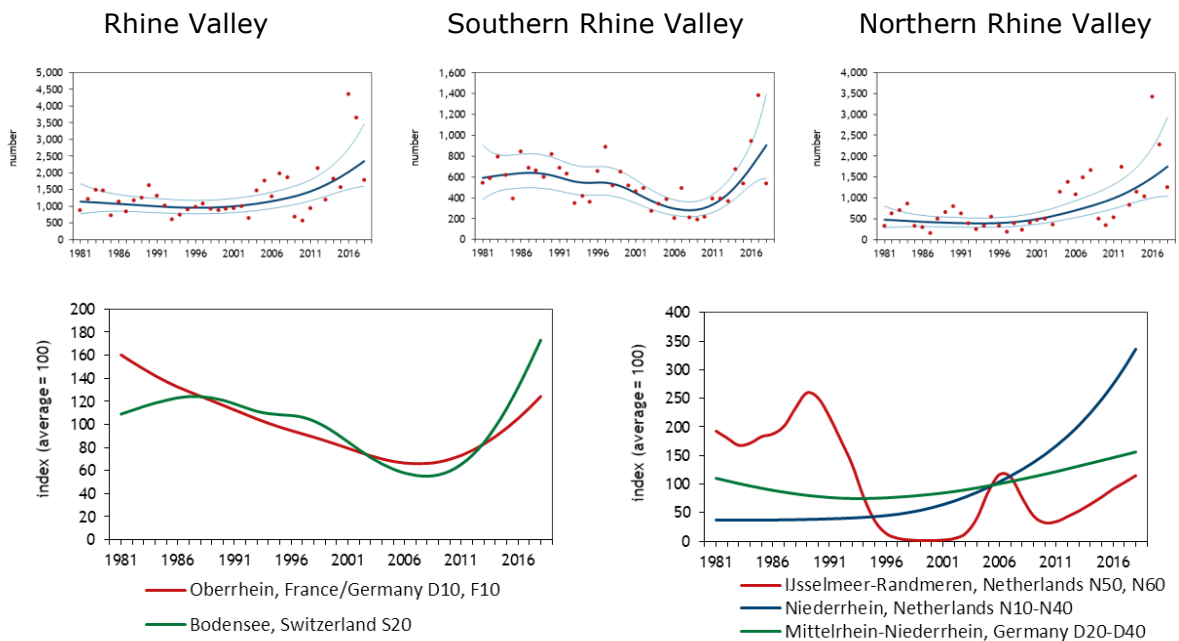 Rhine Valley
Southern Rhine Valley
Northern Rhine Valley
number
5,000
4,500
4,000
3,500
3,000
2,500
2,000
1,500
1,000
500
0
1981 1986 1991 1996 2001 2006 2011 2016
number
1,600
1,400
1,200
1,000
800
600
400
200
0
1981 1986 1991 1996 2001 2006 2011 2016
number
4,000
3,500
3,000
2,500
2,000
1,500
1,000
500
0
1981 1986 1991 1996 2001 2006 2011 2016
index (average = 100)
200
180
160
140
120
100
80
60
40
20
0
1981 1986 1991 1996 2001 2006 2011 2016
Oberrhein, France/Germany D10, F10
Bodensee, Switzerland S20
index (average = 100)
400
350
300
250
200
150
100
50
0
1981 1986 1991 1996 2001 2006 2011 2016
IJsselmeer-Randmeren, Netherlands N50, N60
Niederrhein, Netherlands N10-N40
Mittelrhein-Niederrhein, Germany D20-D40